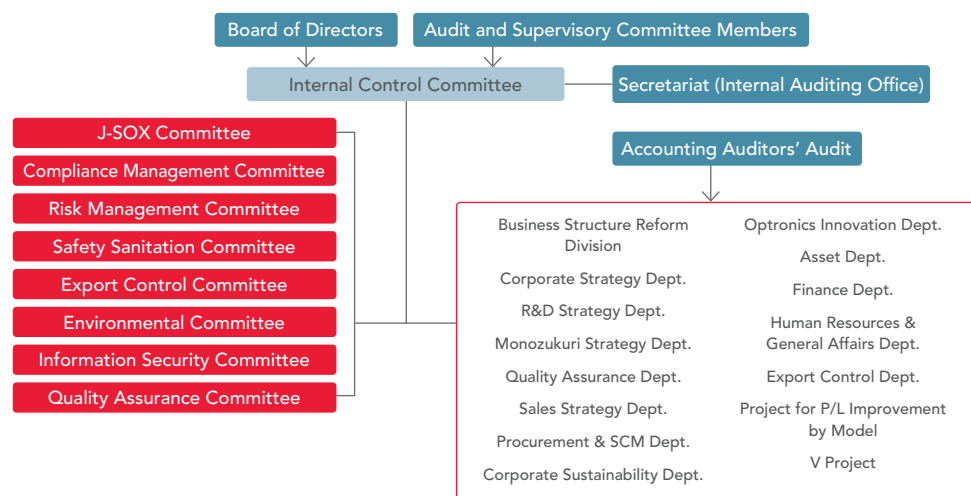 Board of Directors
Audit and Supervisory Committee Members
Internal Control Committee
Secretariat (Internal Auditing Office)
J-SOX Committee
Compliance Management Committee
Risk Management Committee
Safety Sanitation Committee
Export Control Committee
Environmental Committee
Information Security Committee
Quality Assurance Committee
Accounting Auditors’ Audit
Business Structure Reform
Division
Corporate Strategy Dept.
R&D Strategy Dept.
Monozukuri Strategy Dept.
Quality Assurance Dept.
Sales Strategy Dept.
Procurement & SCM Dept.
Corporate Sustainability Dept.
Optronics Innovation Dept.
Asset Dept.
Finance Dept.
Human Resources &
General Affairs Dept.
Export Control Dept.
Project for P/L Improvement
by Model
V Project